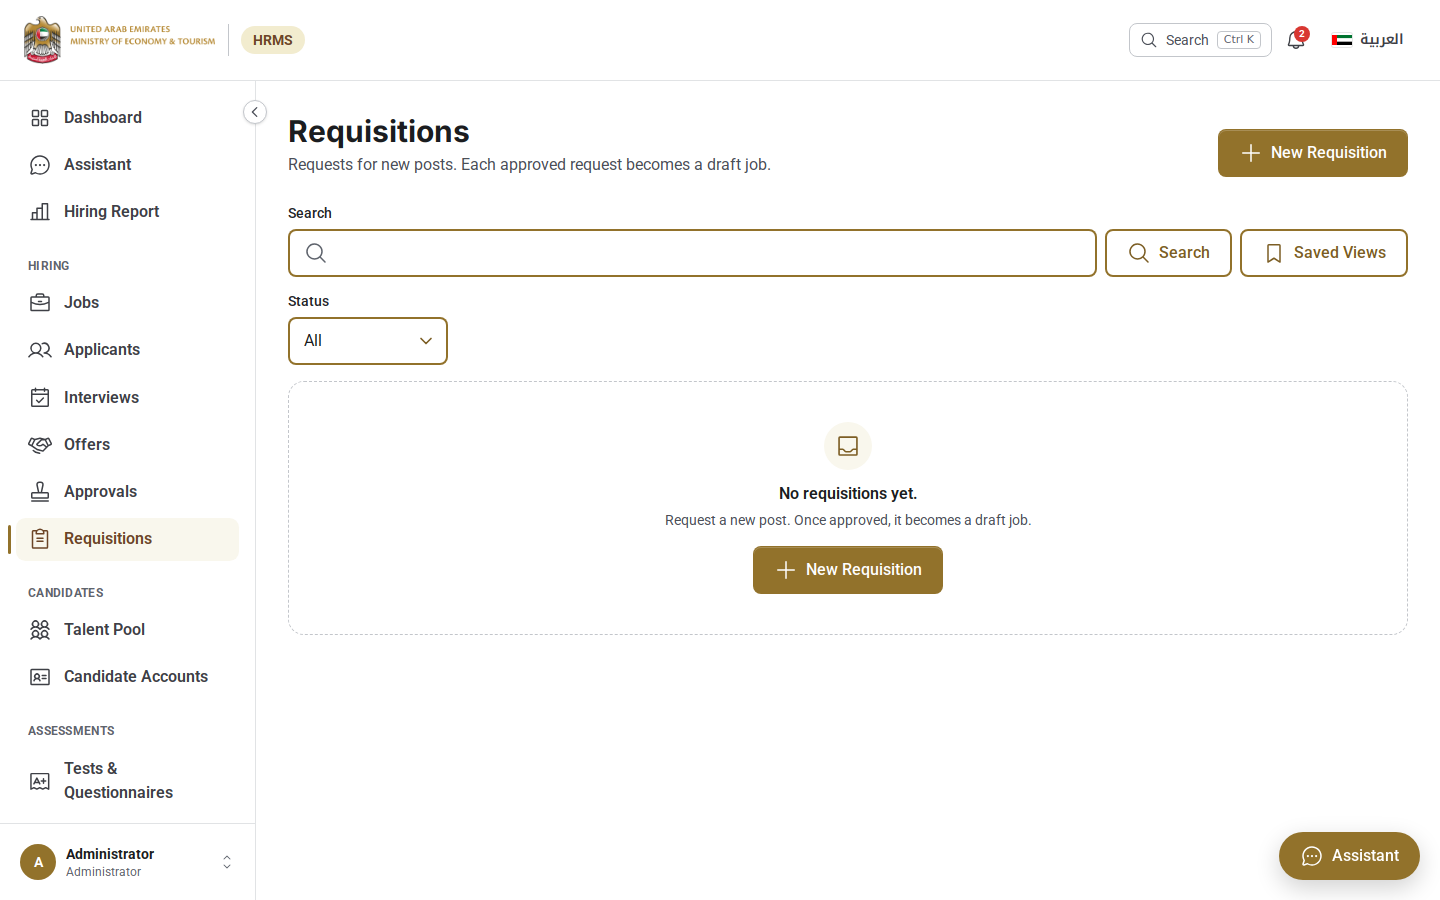 UNITED ARAB EMIRATES
MINISTRY OF ECONOMY & TOURISM
HRMS
Search
Ctrl K
2
العربية
Dashboard
Assistant
Hiring Report
HIRING
Jobs
Applicants
Interviews
Offers
Approvals
Requisitions
CANDIDATES
Talent Pool
Candidate Accounts
ASSESSMENTS
Tests &
Questionnaires
A
Administrator
Administrator
Requisitions
Requests for new posts. Each approved request becomes a draft job.
New Requisition
Search
Search
Saved Views
Status
All
No requisitions yet.
Request a new post. Once approved, it becomes a draft job.
New Requisition
Assistant